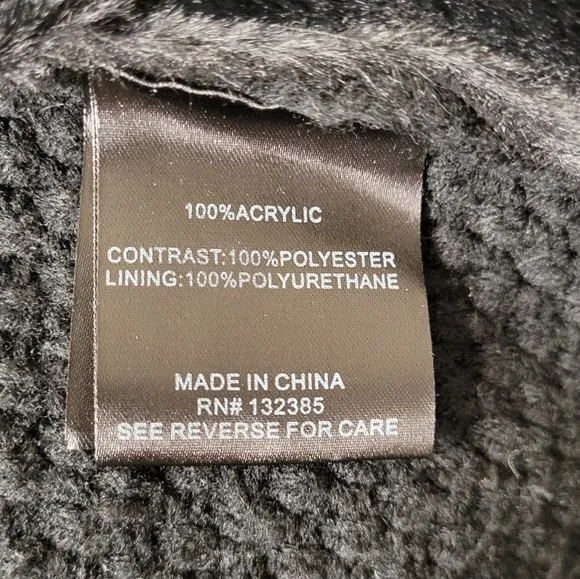 100%ACRYLIC
CONTRAST:100%POLYESTER
LINING:100%POLYURETHANE
MADE IN CHINA
RN# 132385
SEE REVERSE FOR CARE